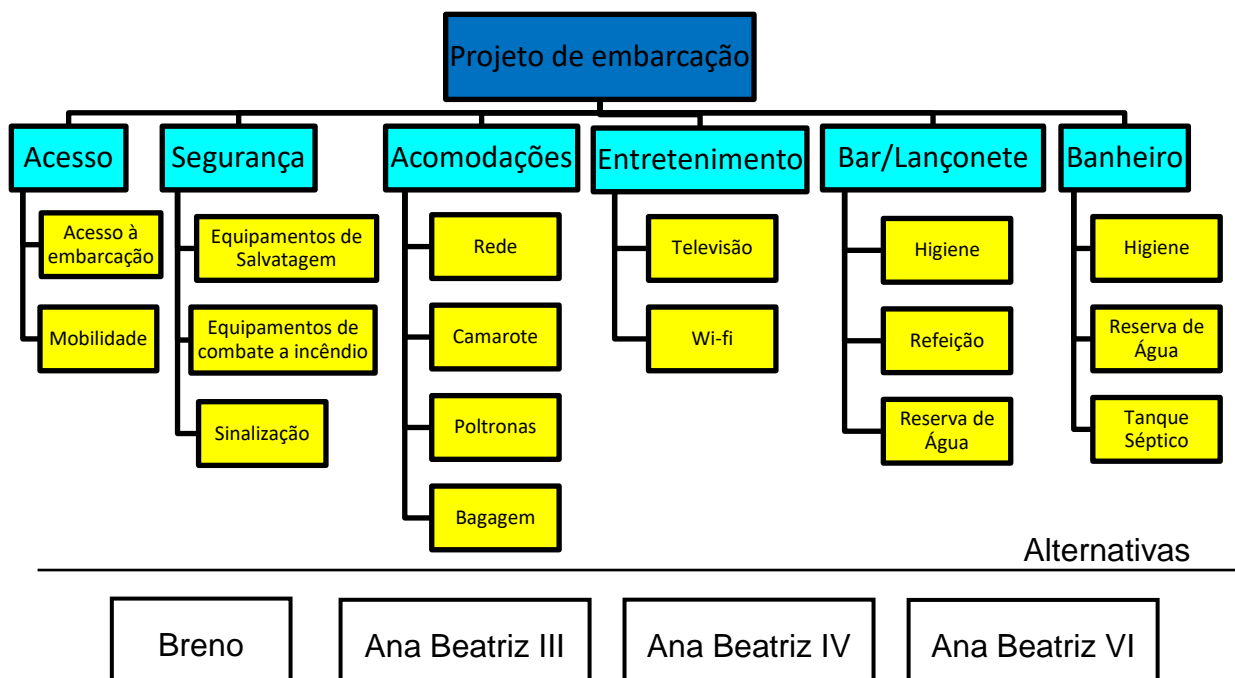 Projeto de embarcação
Acesso
Segurança
Acomodações
Entretenimento
Bar/Lançonete
Banheiro
Acesso à
embarcação
Mobilidade
Equipamentos de
Salvatagem
Equipamentos de
combate a incêndio
Sinalização
Rede
Camarote
Poltronas
Bagagem
Televisão
Wi-fi
Higiene
Refeição
Reserva de
Água
Higiene
Reserva de
Água
Tanque
Séptico
Alternativas
Breno
Ana Beatriz III
Ana Beatriz IV
Ana Beatriz VI